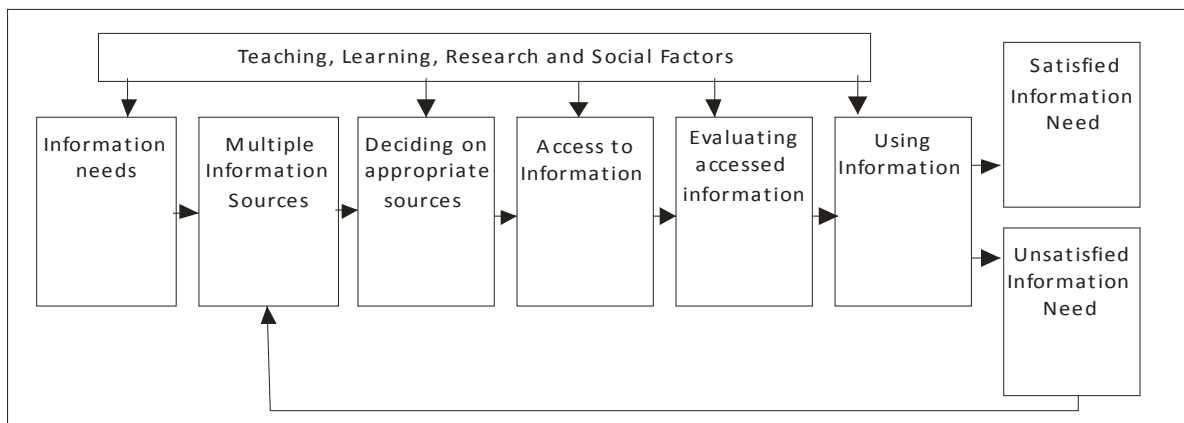 Teaching, Learning, Research and Social Factors
Information
needs
Multiple
Information
Sources
Deciding on
appropriate
sources
Access to
Information
Evaluating
accessed
information
Using
Information
Satisfied
Information
Need
Unsatisfied
Information
Need